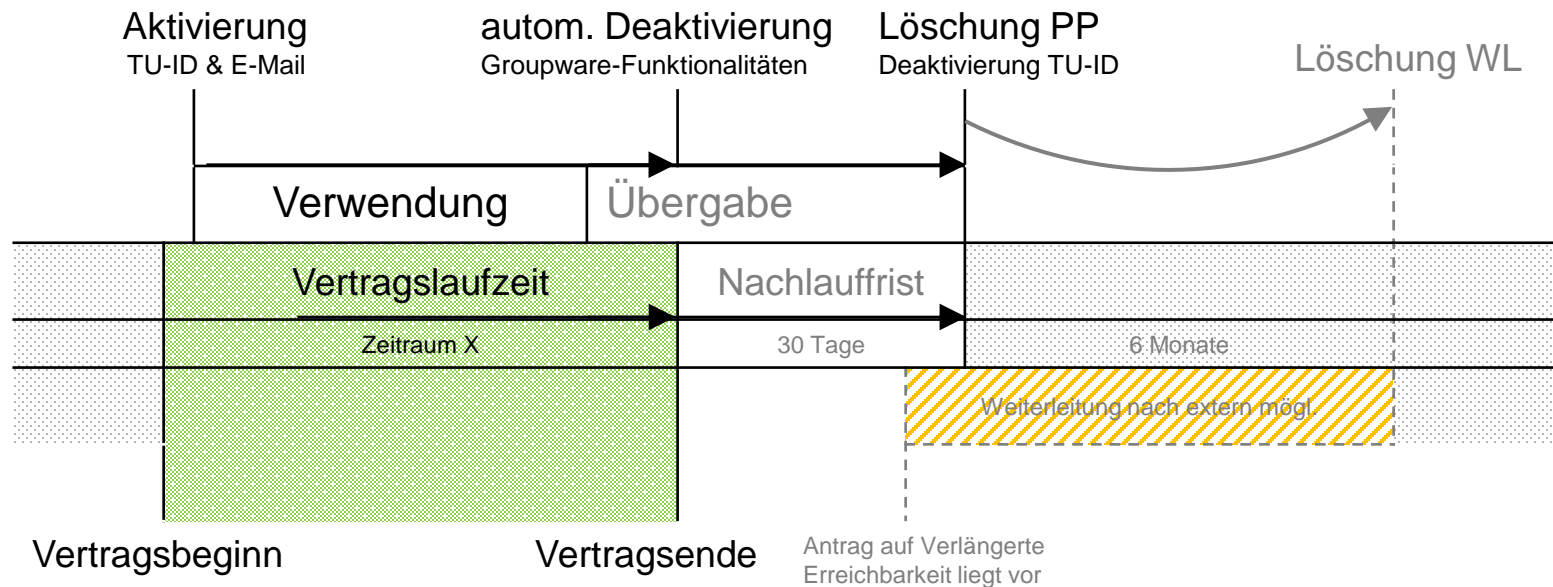 Aktivierung
TU-ID & E-Mail
autom. Deaktivierung
Groupware-Funktionalitäten
Löschung PP
Deaktivierung TU-ID
Löschung WL
Verwendung
Übergabe
Vertragslaufzeit
Nachlauffrist
Zeitraum X
30 Tage
6 Monate
Weiterleitung nach extern mögl.
Vertragsbeginn
Vertragsende
Antrag auf Verlängerte
Erreichbarkeit liegt vor